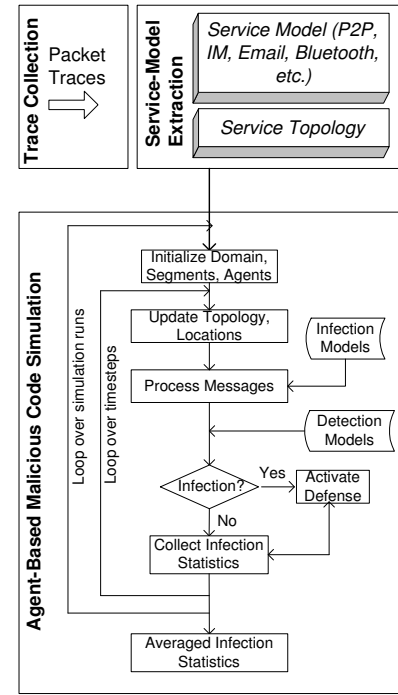 Trace Collection
Packet
Traces
Service-Model
Extraction
Service Model (P2P,
IM, Email, Bluetooth,
etc.)
Service Topology
Agent-Based Malicious Code Simulation
Loop over simulation runs
Loop over timesteps
Initialize Domain,
Segments, Agents
Update Topology,
Locations
Infection
Models
Process Messages
Detection
Models
Infection?
Yes
Activate
Defense
No
Collect Infection
Statistics
Averaged Infection
Statistics